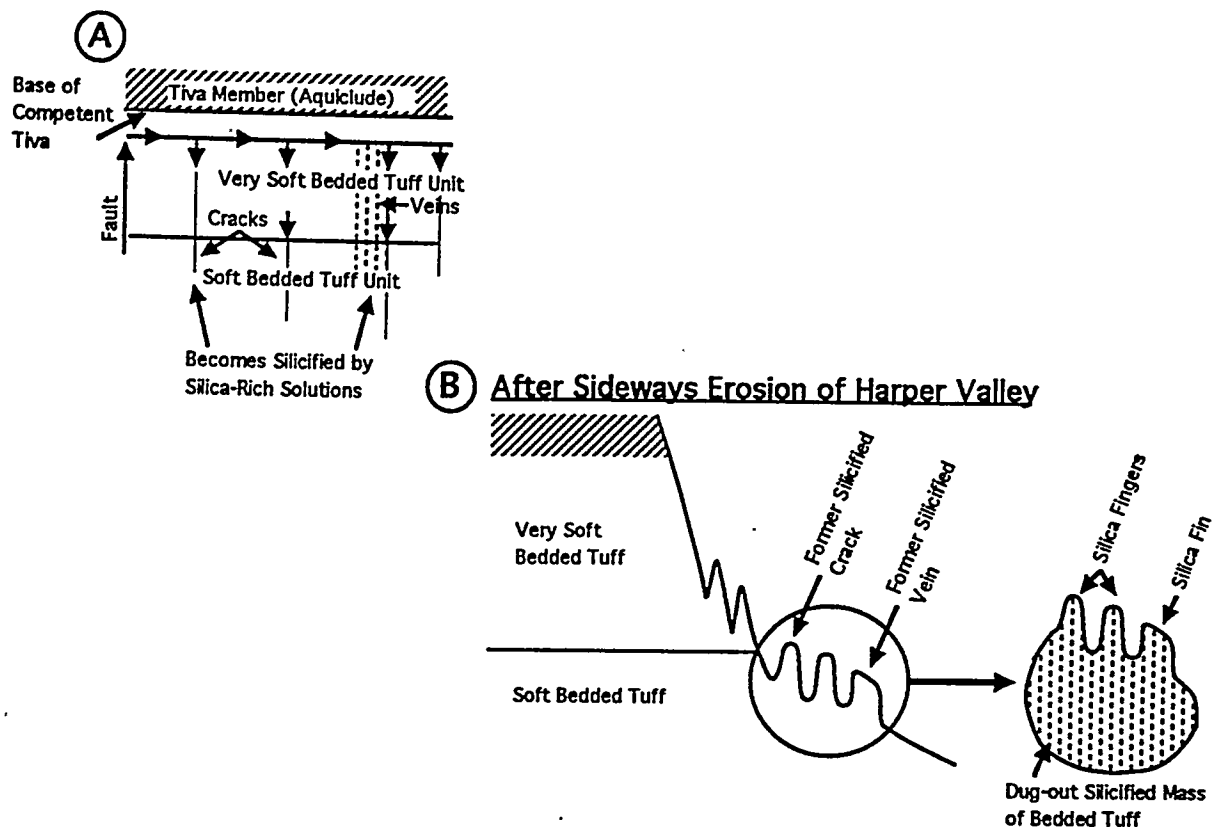 A
Base of
Competent
Tiva
Tiva Member (Aquiclude)
Very Soft Bedded Tuff Unit
Veins
Fault
Cracks
Soft Bedded Tuff Unit
Becomes Silicified by
Silica-Rich Solutions
B
After Sideways Erosion of Harper Valley
Very Soft
Bedded Tuff
Former Silicified
Crack
Former Silicified
Vein
Silica Fingers
Silica Fin
Soft Bedded Tuff
Dug-out Silicified Mass
of Bedded Tuff